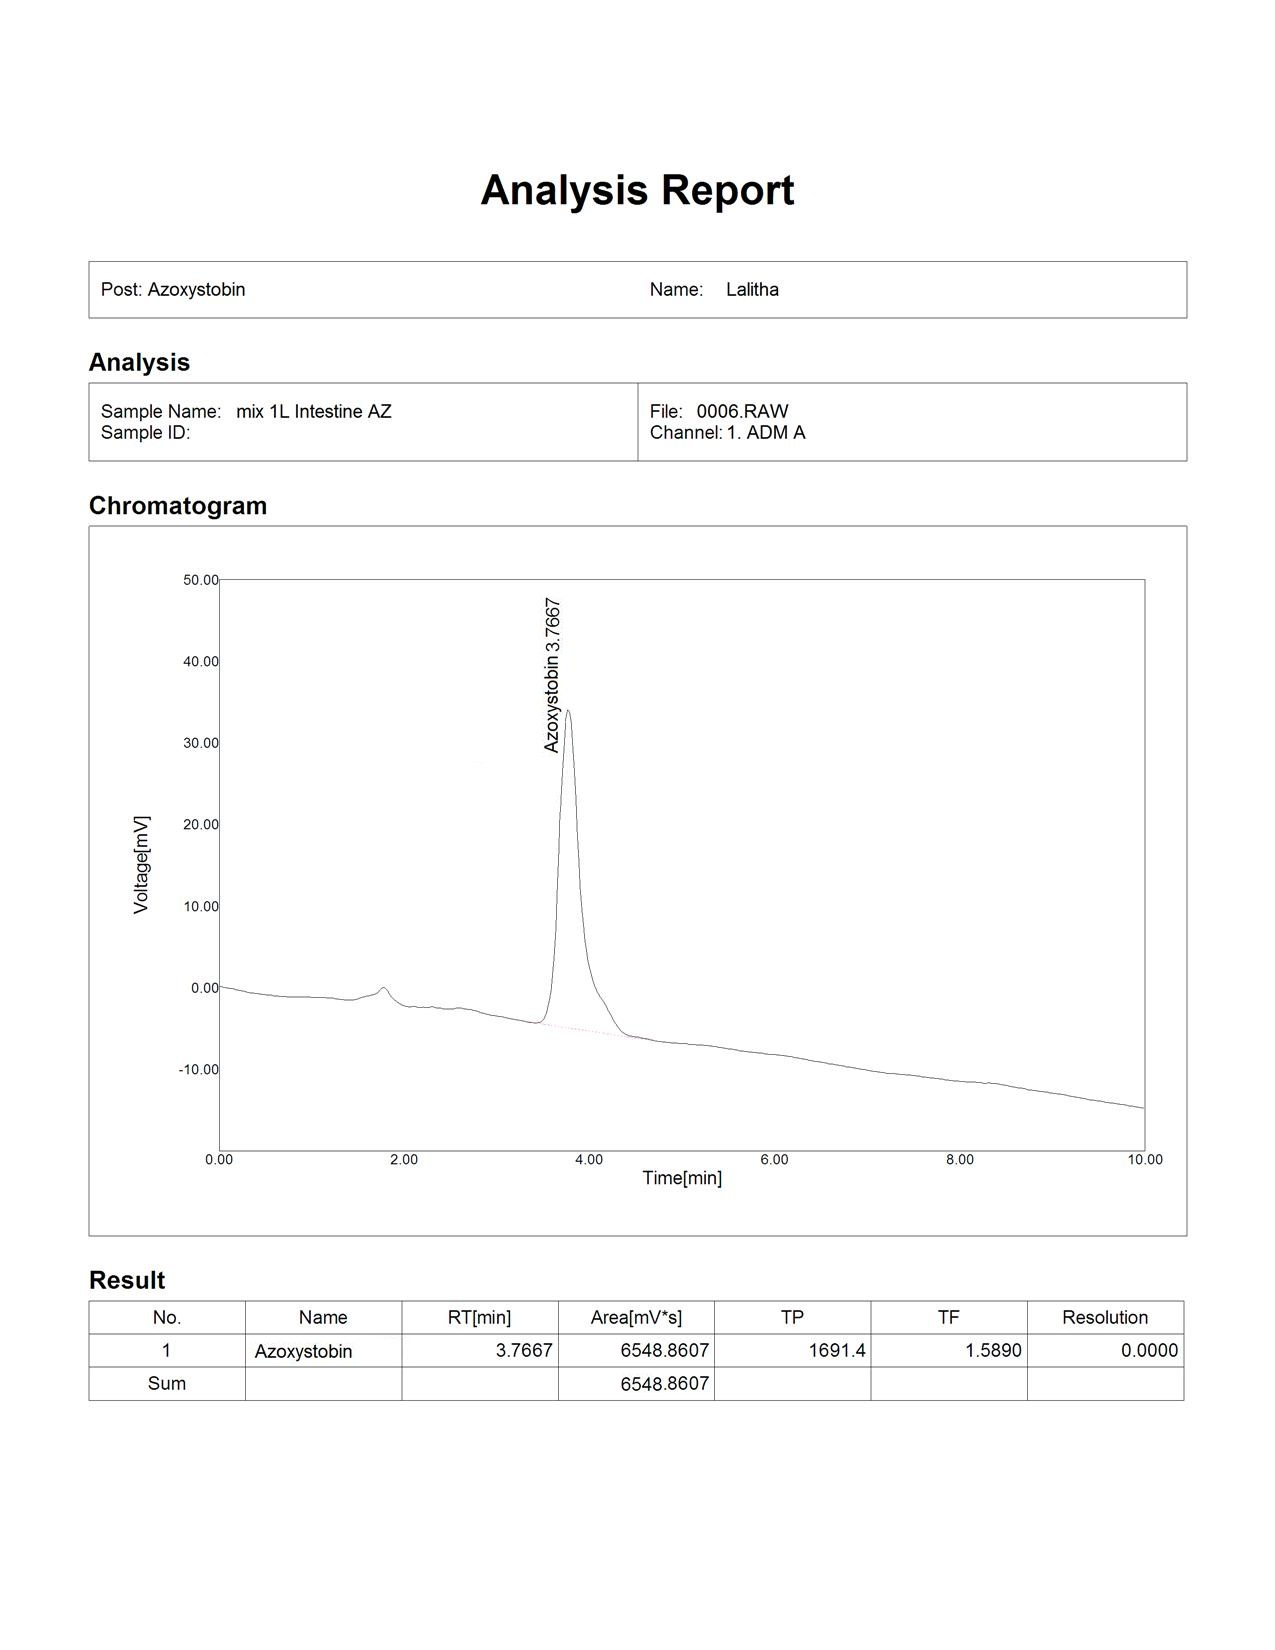 Analysis Report
Post: Azoxystobin Name: Lalitha
Analysis
Sample Name: mix 1L Intestine AZ
Sample ID:
File: 0006.RAW
Channel: 1. ADM A
Chromatogram
50.00
40.00
30.00
20.00
10.00
0.00
-10.00
Voltage[mV]
Azoxystobin 3.7667
0.00 2.00 4.00 6.00 8.00 10.00
Time[min]
Result
No. Name RT[min] Area[mV*s] TP TF Resolution
1 Azoxystobin 3.7667 6548.8607 1691.4 1.5890 0.0000
Sum 6548.8607